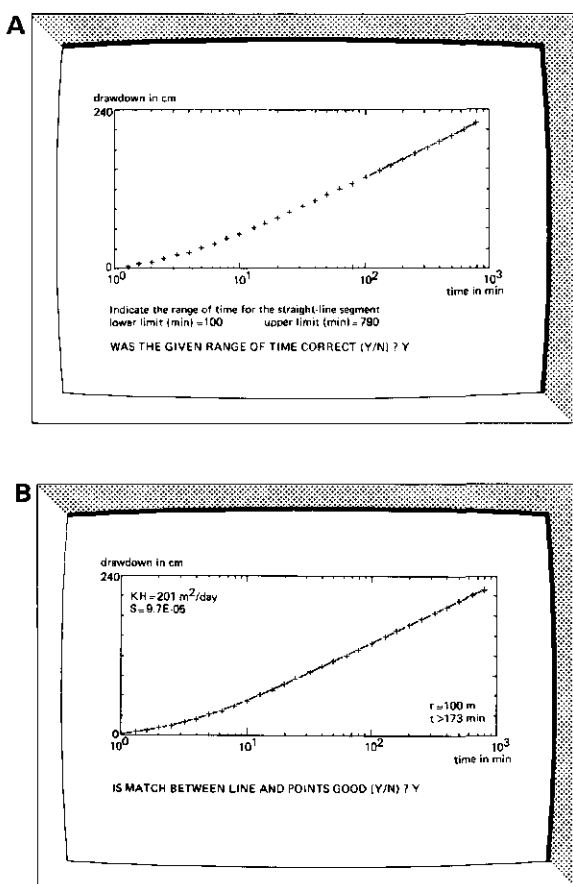 A
drawdown in cm
240
0
10⁰ 10¹ 10² 10³
time in min
Indicate the range of time for the straight-line segment
lower limit (min) = 100 upper limit (min) = 790
WAS THE GIVEN RANGE OF TIME CORRECT (Y/N) ? Y
B
drawdown in cm
240
KH = 201 m²/day
S = 9.7E-05
r = 100 m
t >173 min
0
10⁰ 10¹ 10² 10³
time in min
IS MATCH BETWEEN LINE AND POINTS GOOD (Y/N) ? Y